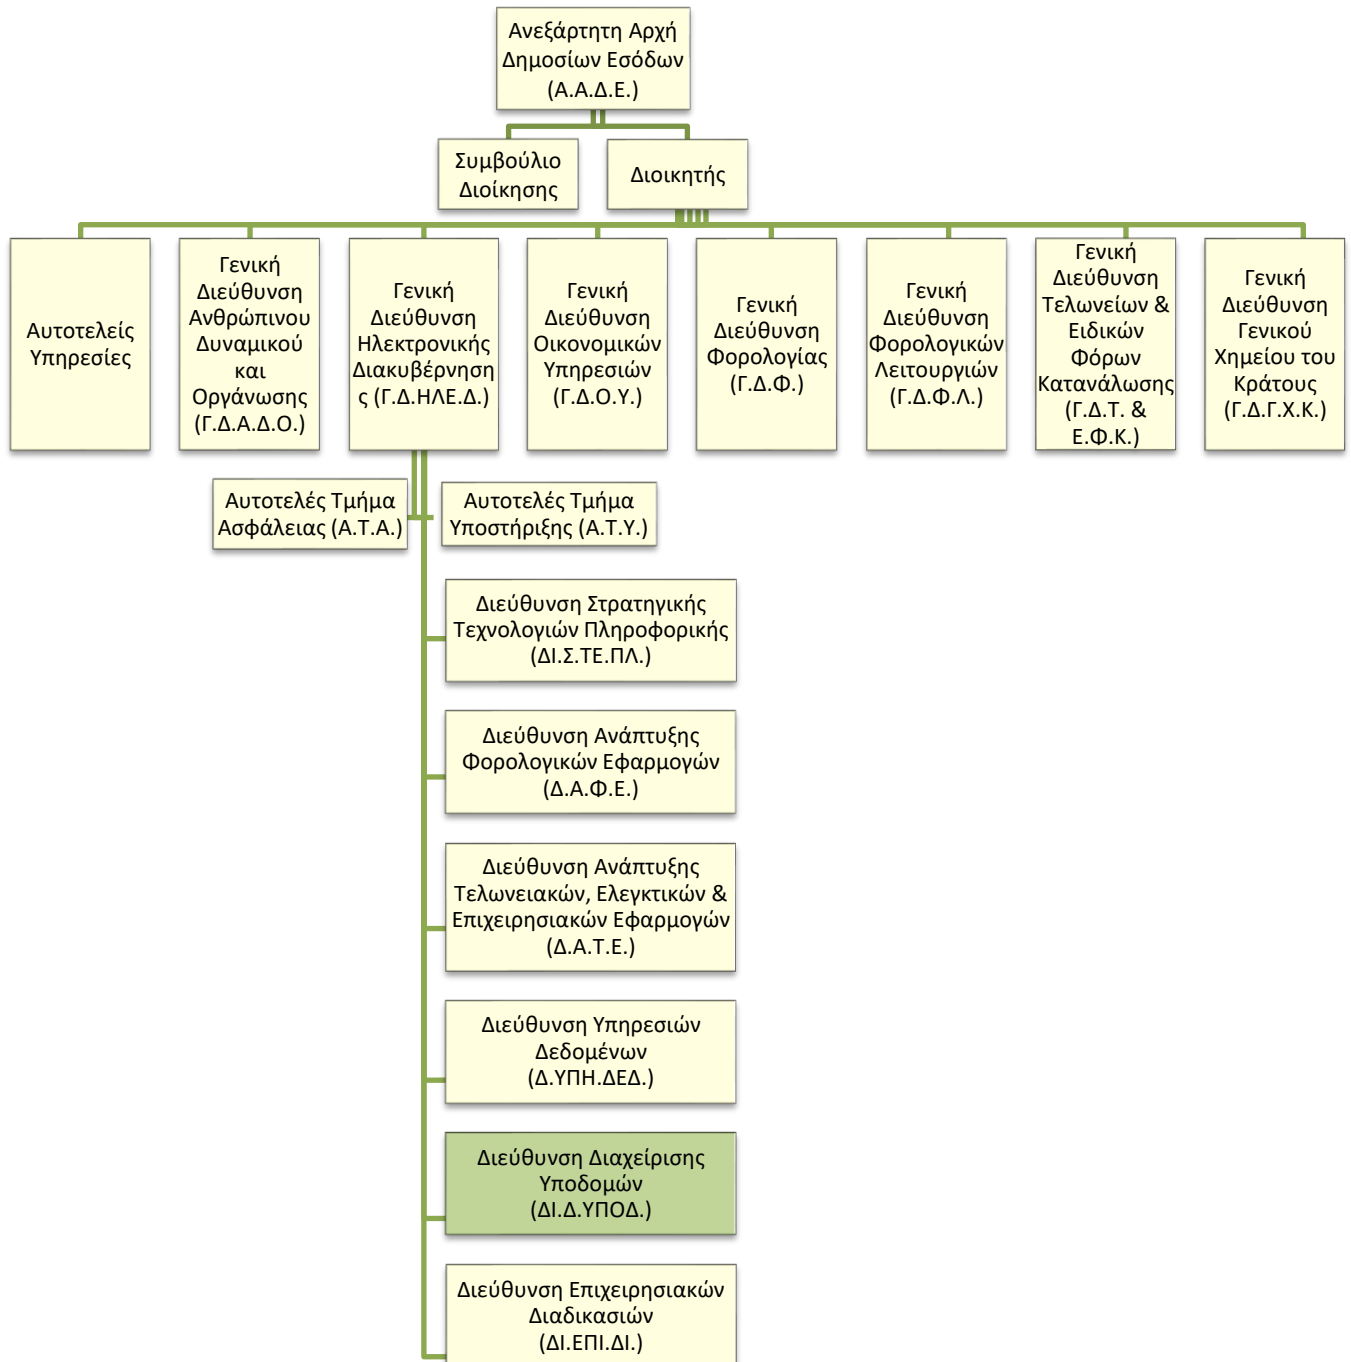 Ανεξάρτητη Αρχή
Δημοσίων Εσόδων
(Α.Α.Δ.Ε.)
Συμβούλιο
Διοίκησης
Διοικητής
Αυτοτελείς
Υπηρεσίες
Γενική
Διεύθυνση
Ανθρώπινου
Δυναμικού
και
Οργάνωσης
(Γ.Δ.Α.Δ.Ο.)
Γενική
Διεύθυνση
Ηλεκτρονικής
Διακυβέρνηση
ς (Γ.Δ.ΗΛΕ.Δ.)
Γενική
Διεύθυνση
Οικονομικών
Υπηρεσιών
(Γ.Δ.Ο.Υ.)
Γενική
Διεύθυνση
Φορολογίας
(Γ.Δ.Φ.)
Γενική
Διεύθυνση
Φορολογικών
Λειτουργιών
(Γ.Δ.Φ.Λ.)
Γενική
Διεύθυνση
Τελωνείων &
Ειδικών
Φόρων
Κατανάλωσης
(Γ.Δ.Τ. &
Ε.Φ.Κ.)
Γενική
Διεύθυνση
Γενικού
Χημείου του
Κράτους
(Γ.Δ.Γ.Χ.Κ.)
Αυτοτελές Τμήμα
Ασφάλειας (Α.Τ.Α.)
Αυτοτελές Τμήμα
Υποστήριξης (Α.Τ.Υ.)
Διεύθυνση Στρατηγικής
Τεχνολογιών Πληροφορικής
(ΔΙ.Σ.ΤΕ.ΠΛ.)
Διεύθυνση Ανάπτυξης
Φορολογικών Εφαρμογών
(Δ.Α.Φ.Ε.)
Διεύθυνση Ανάπτυξης
Τελωνειακών, Ελεγκτικών &
Επιχειρησιακών Εφαρμογών
(Δ.Α.Τ.Ε.)
Διεύθυνση Υπηρεσιών
Δεδομένων
(Δ.ΥΠΗ.ΔΕΔ.)
Διεύθυνση Διαχείρισης
Υποδομών
(ΔΙ.Δ.ΥΠΟΔ.)
Διεύθυνση Επιχειρησιακών
Διαδικασιών
(ΔΙ.ΕΠΙ.ΔΙ.)